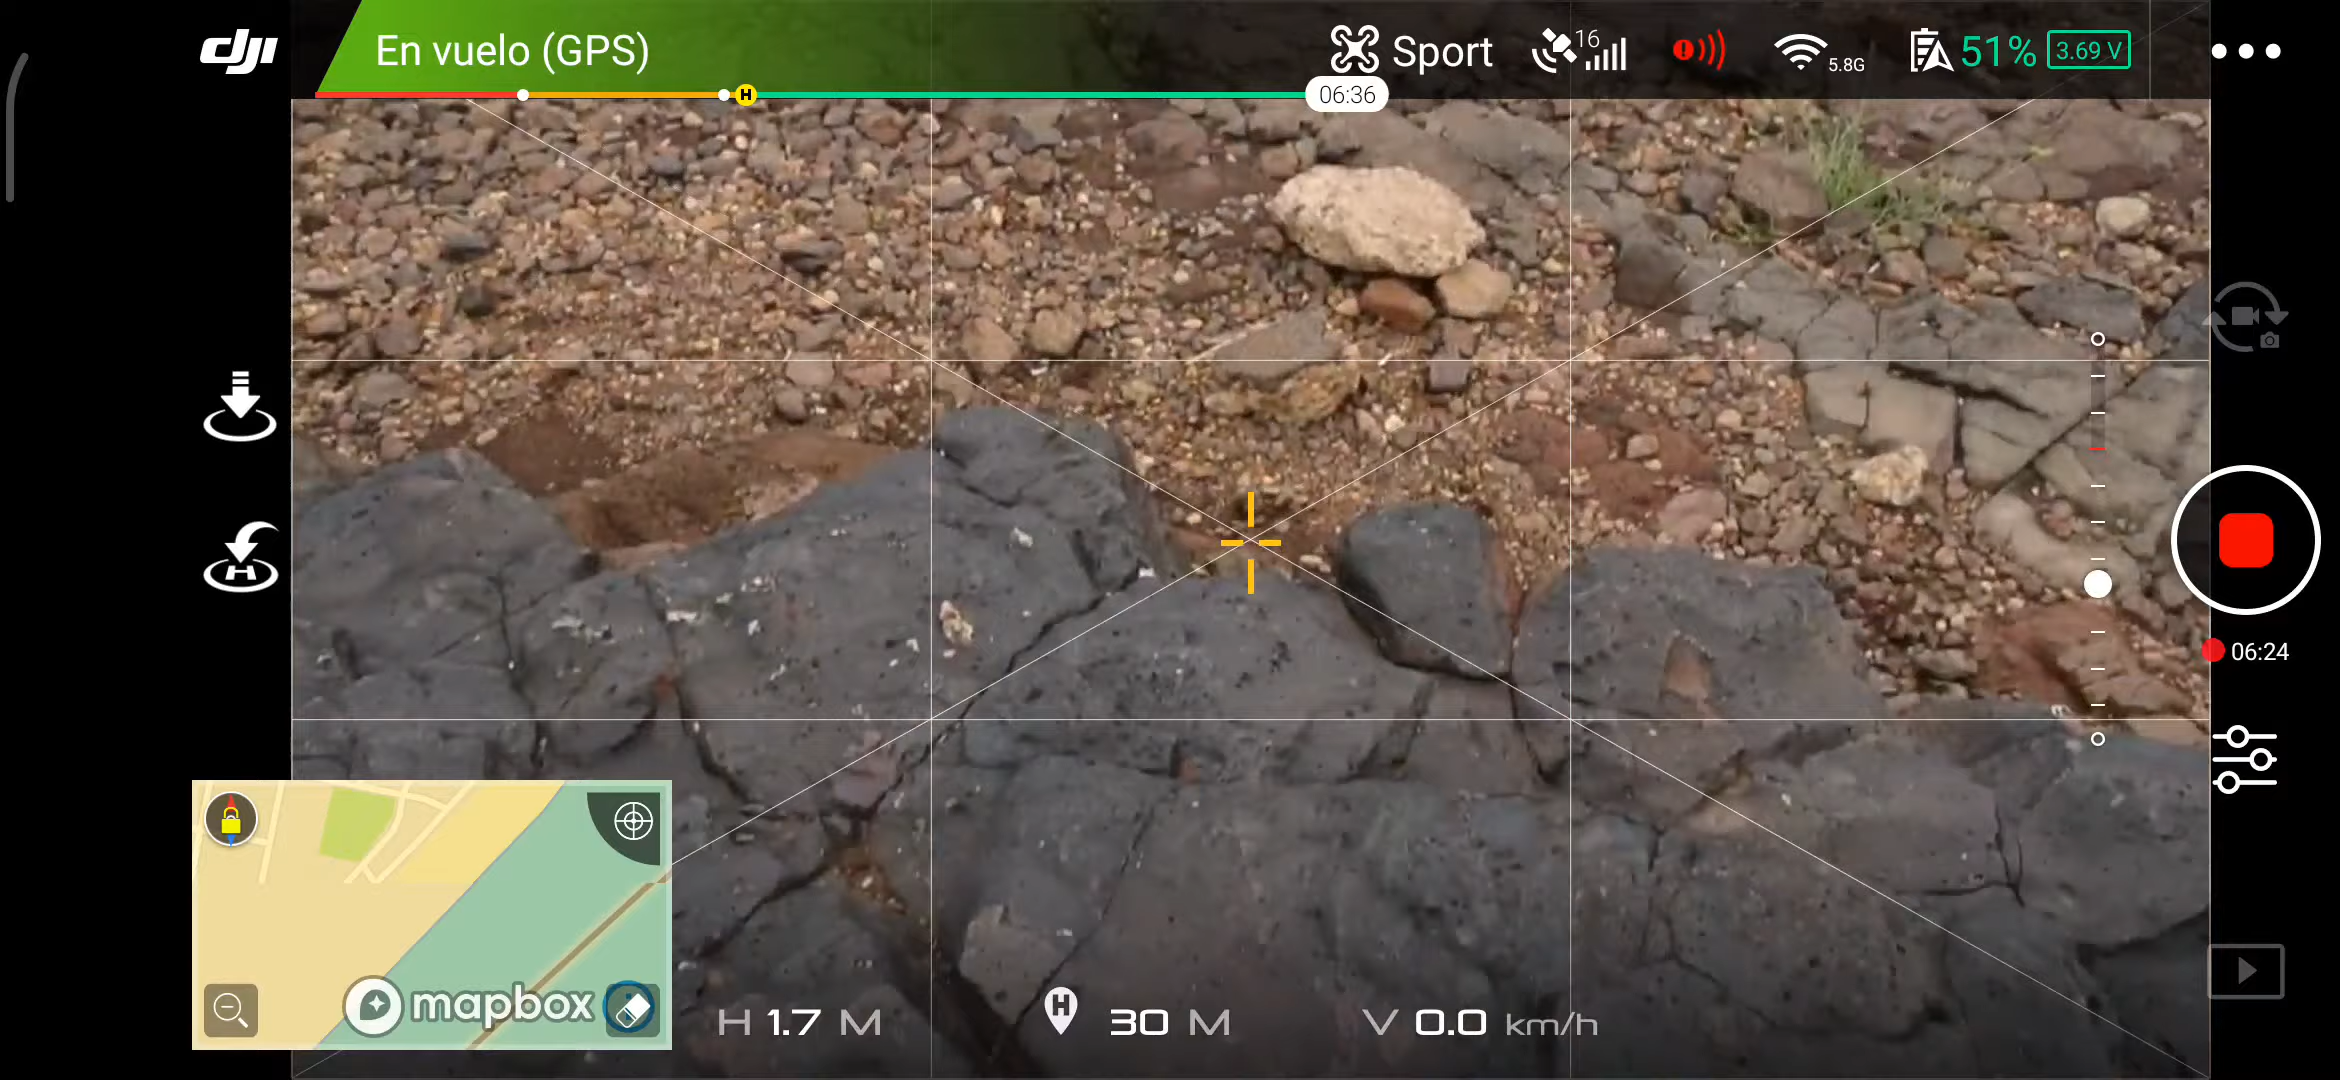 dji
En vuelo (GPS)
Sport
16
5.8G
51%
3.69 V
H
06:36
H
06:24
mapbox
H 1.7 M
H 30 M
V 0.0 km/h